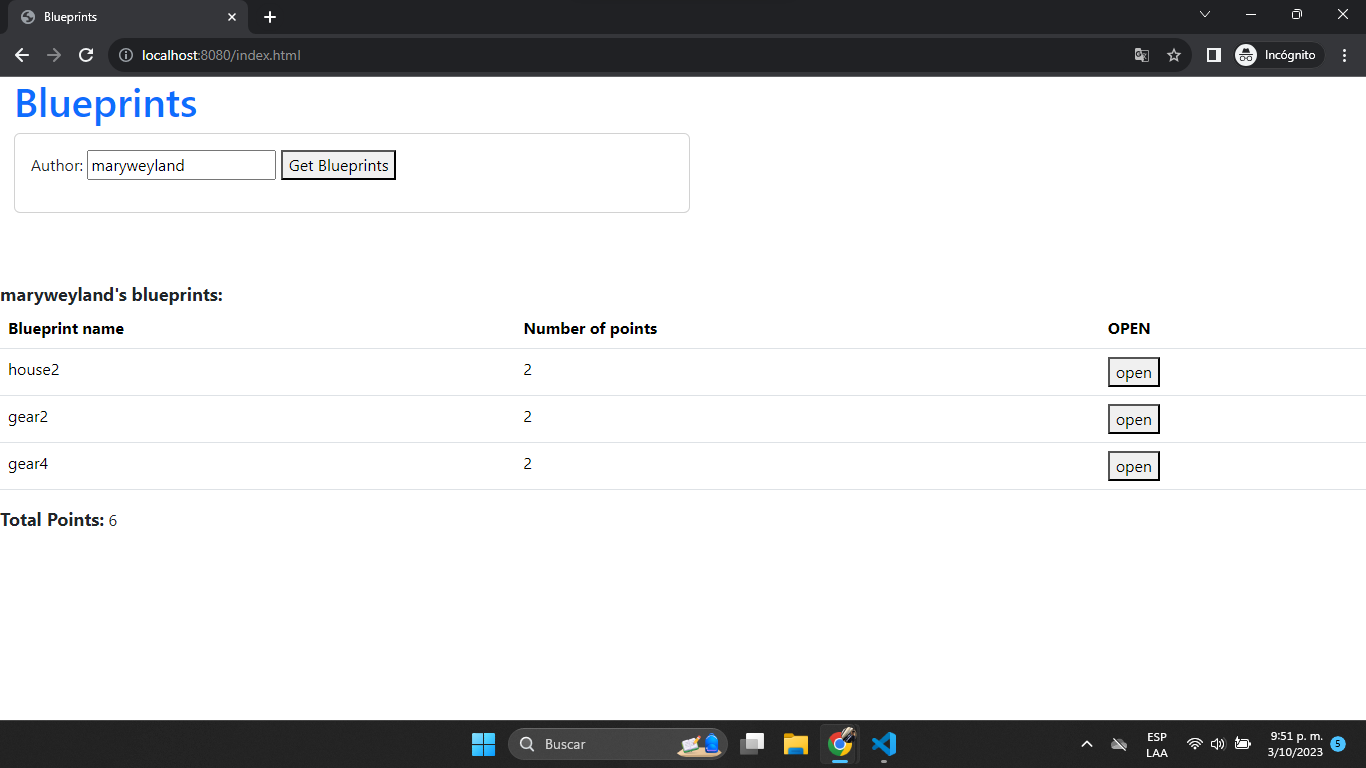 Blueprints
localhost:8080/index.html
Incógnito
Blueprints
Author: maryweyland Get Blueprints
maryweyland's blueprints:
Blueprint name Number of points OPEN
house2 2 open
gear2 2 open
gear4 2 open
Total Points: 6
Buscar
ESP
LAA
9:51 p. m.
3/10/2023
5